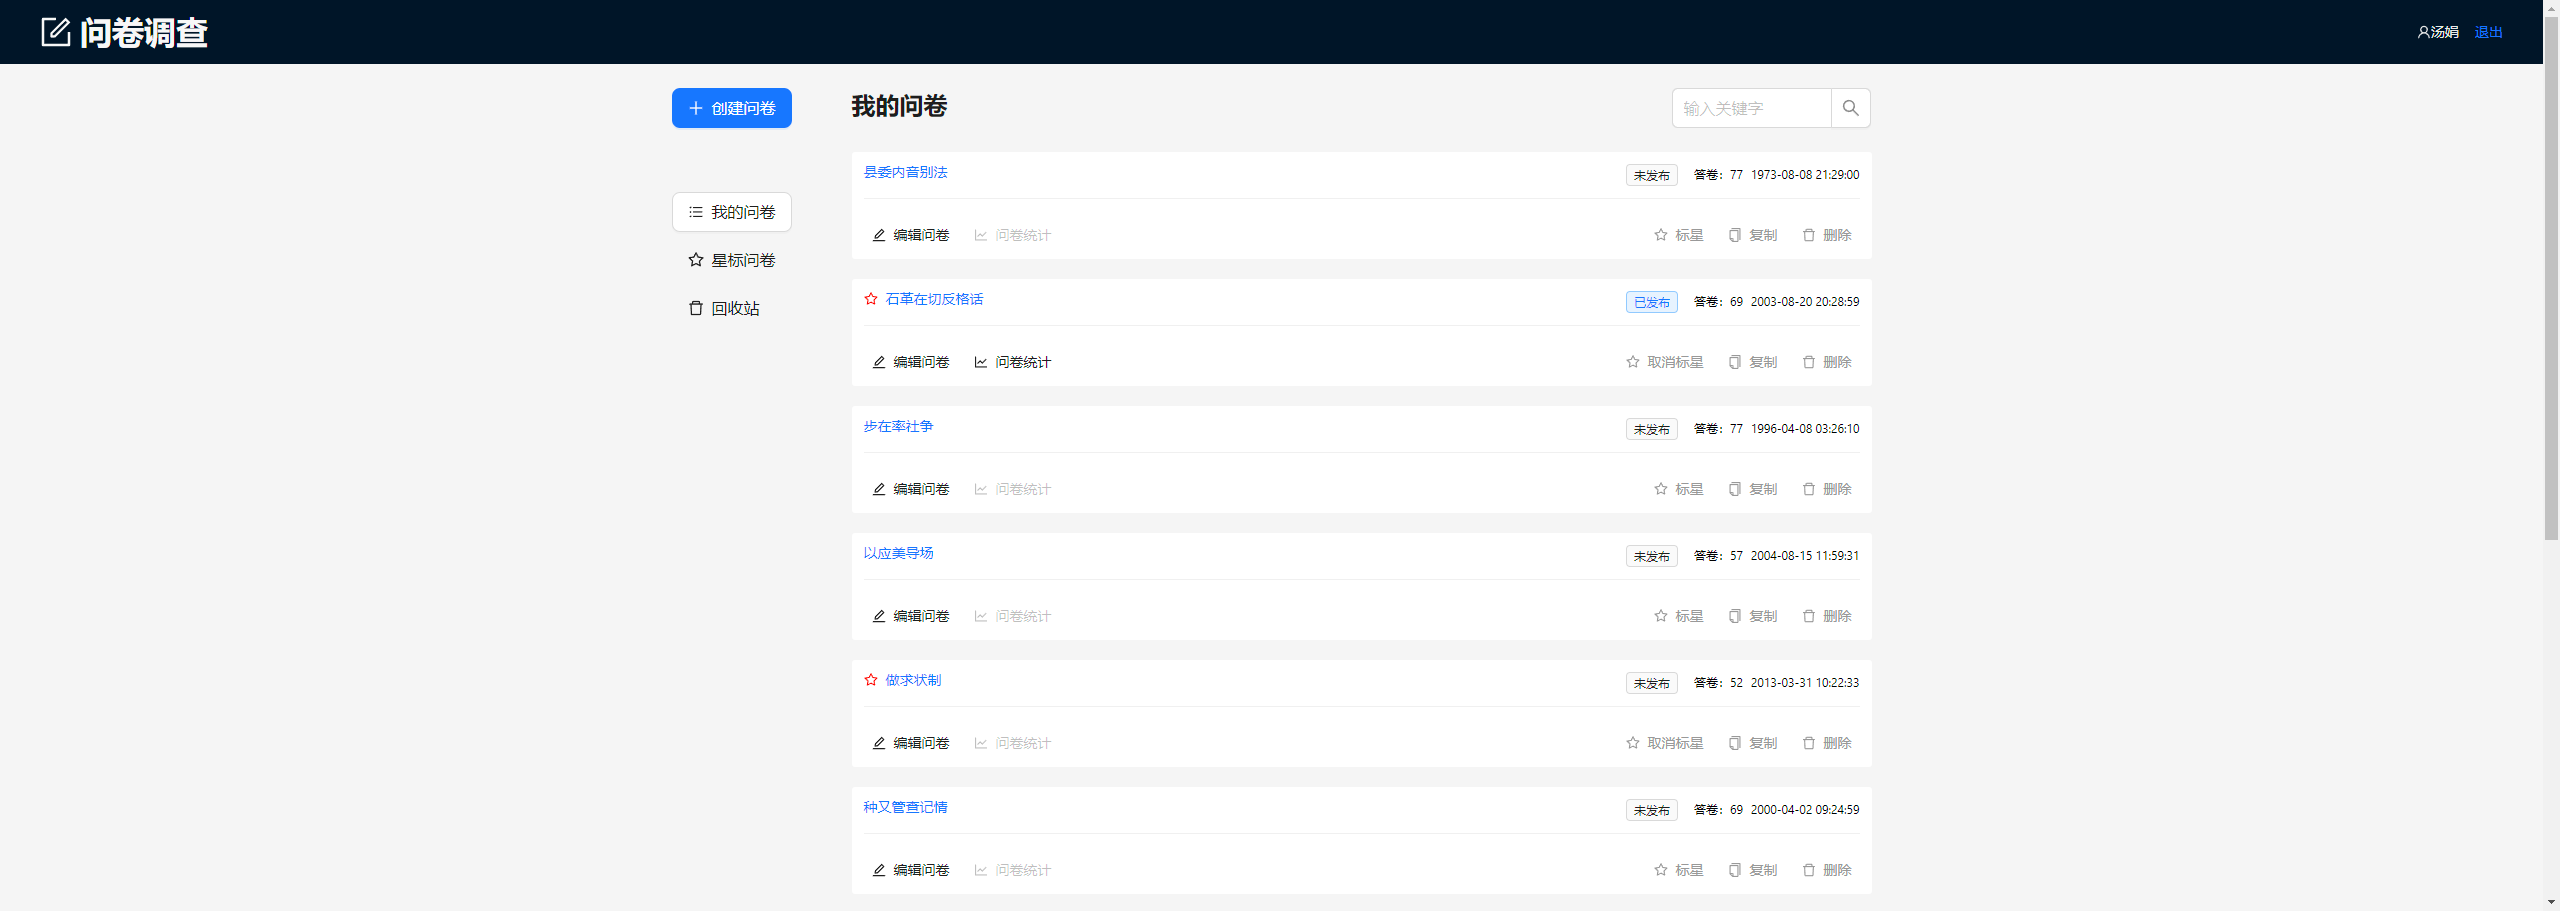 问卷调查
汤娟 退出
创建问卷
我的问卷
星标问卷
回收站
我的问卷
输入关键字
县委内音别法 未发布 答卷：77 1973-08-08 21:29:00
编辑问卷 问卷统计 标星 复制 删除
石革在切反格话 已发布 答卷：69 2003-08-20 20:28:59
编辑问卷 问卷统计 取消标星 复制 删除
步在率社争 未发布 答卷：77 1996-04-08 03:26:10
编辑问卷 问卷统计 标星 复制 删除
以应美导场 未发布 答卷：57 2004-08-15 11:59:31
编辑问卷 问卷统计 标星 复制 删除
做求状制 未发布 答卷：52 2013-03-31 10:22:33
编辑问卷 问卷统计 取消标星 复制 删除
种又管查记情 未发布 答卷：69 2000-04-02 09:24:59
编辑问卷 问卷统计 标星 复制 删除